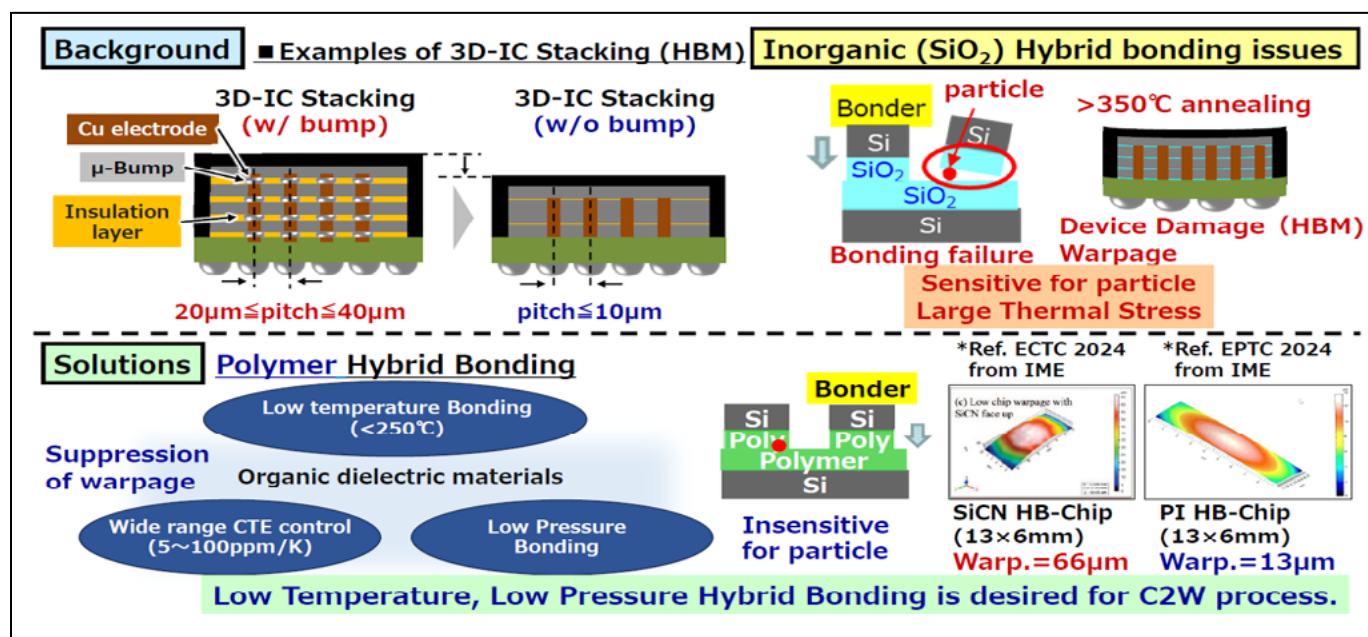 Background
■Examples of 3D-IC Stacking (HBM)
3D-IC Stacking
(w/ bump)
3D-IC Stacking
(w/o bump)
Cu electrode
μ-Bump
Insulation
layer
20μm≦pitch≦40μm
pitch≦10μm
Inorganic (SiO₂) Hybrid bonding issues
particle
Bonder
Si
SiO₂
Si
SiO₂
Si
Bonding failure
>350℃ annealing
Device Damage（HBM）
Warpage
Sensitive for particle
Large Thermal Stress
Solutions
Polymer Hybrid Bonding
Low temperature Bonding
(<250℃)
Suppression
of warpage
Organic dielectric materials
Wide range CTE control
(5～100ppm/K)
Low Pressure
Bonding
Bonder
Si
Si
Poly
Poly
Polymer
Si
Insensitive
for particle
*Ref. ECTC 2024
from IME
(c) Low chip warpage with
SiCN face up
SiCN HB-Chip
(13×6mm)
Warp.=66μm
*Ref. EPTC 2024
from IME
PI HB-Chip
(13×6mm)
Warp.=13μm
Low Temperature, Low Pressure Hybrid Bonding is desired for C2W process.